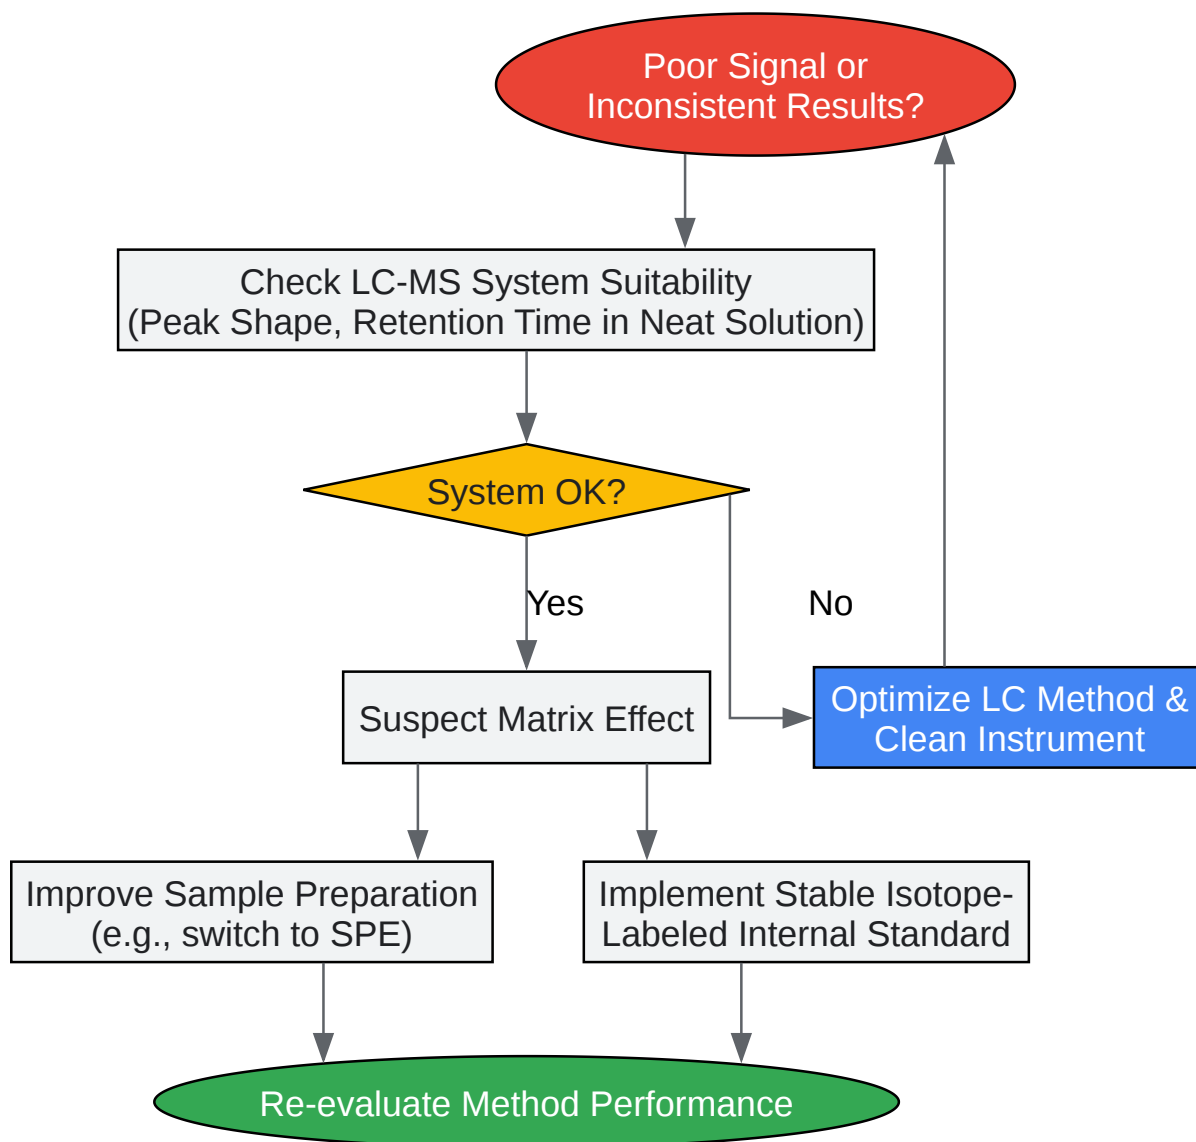 Poor Signal or
Inconsistent Results?
Check LC-MS System Suitability
(Peak Shape, Retention Time in Neat Solution)
System OK?
Yes
No
Suspect Matrix Effect
Optimize LC Method &
Clean Instrument
Improve Sample Preparation
(e.g., switch to SPE)
Implement Stable Isotope-
Labeled Internal Standard
Re-evaluate Method Performance